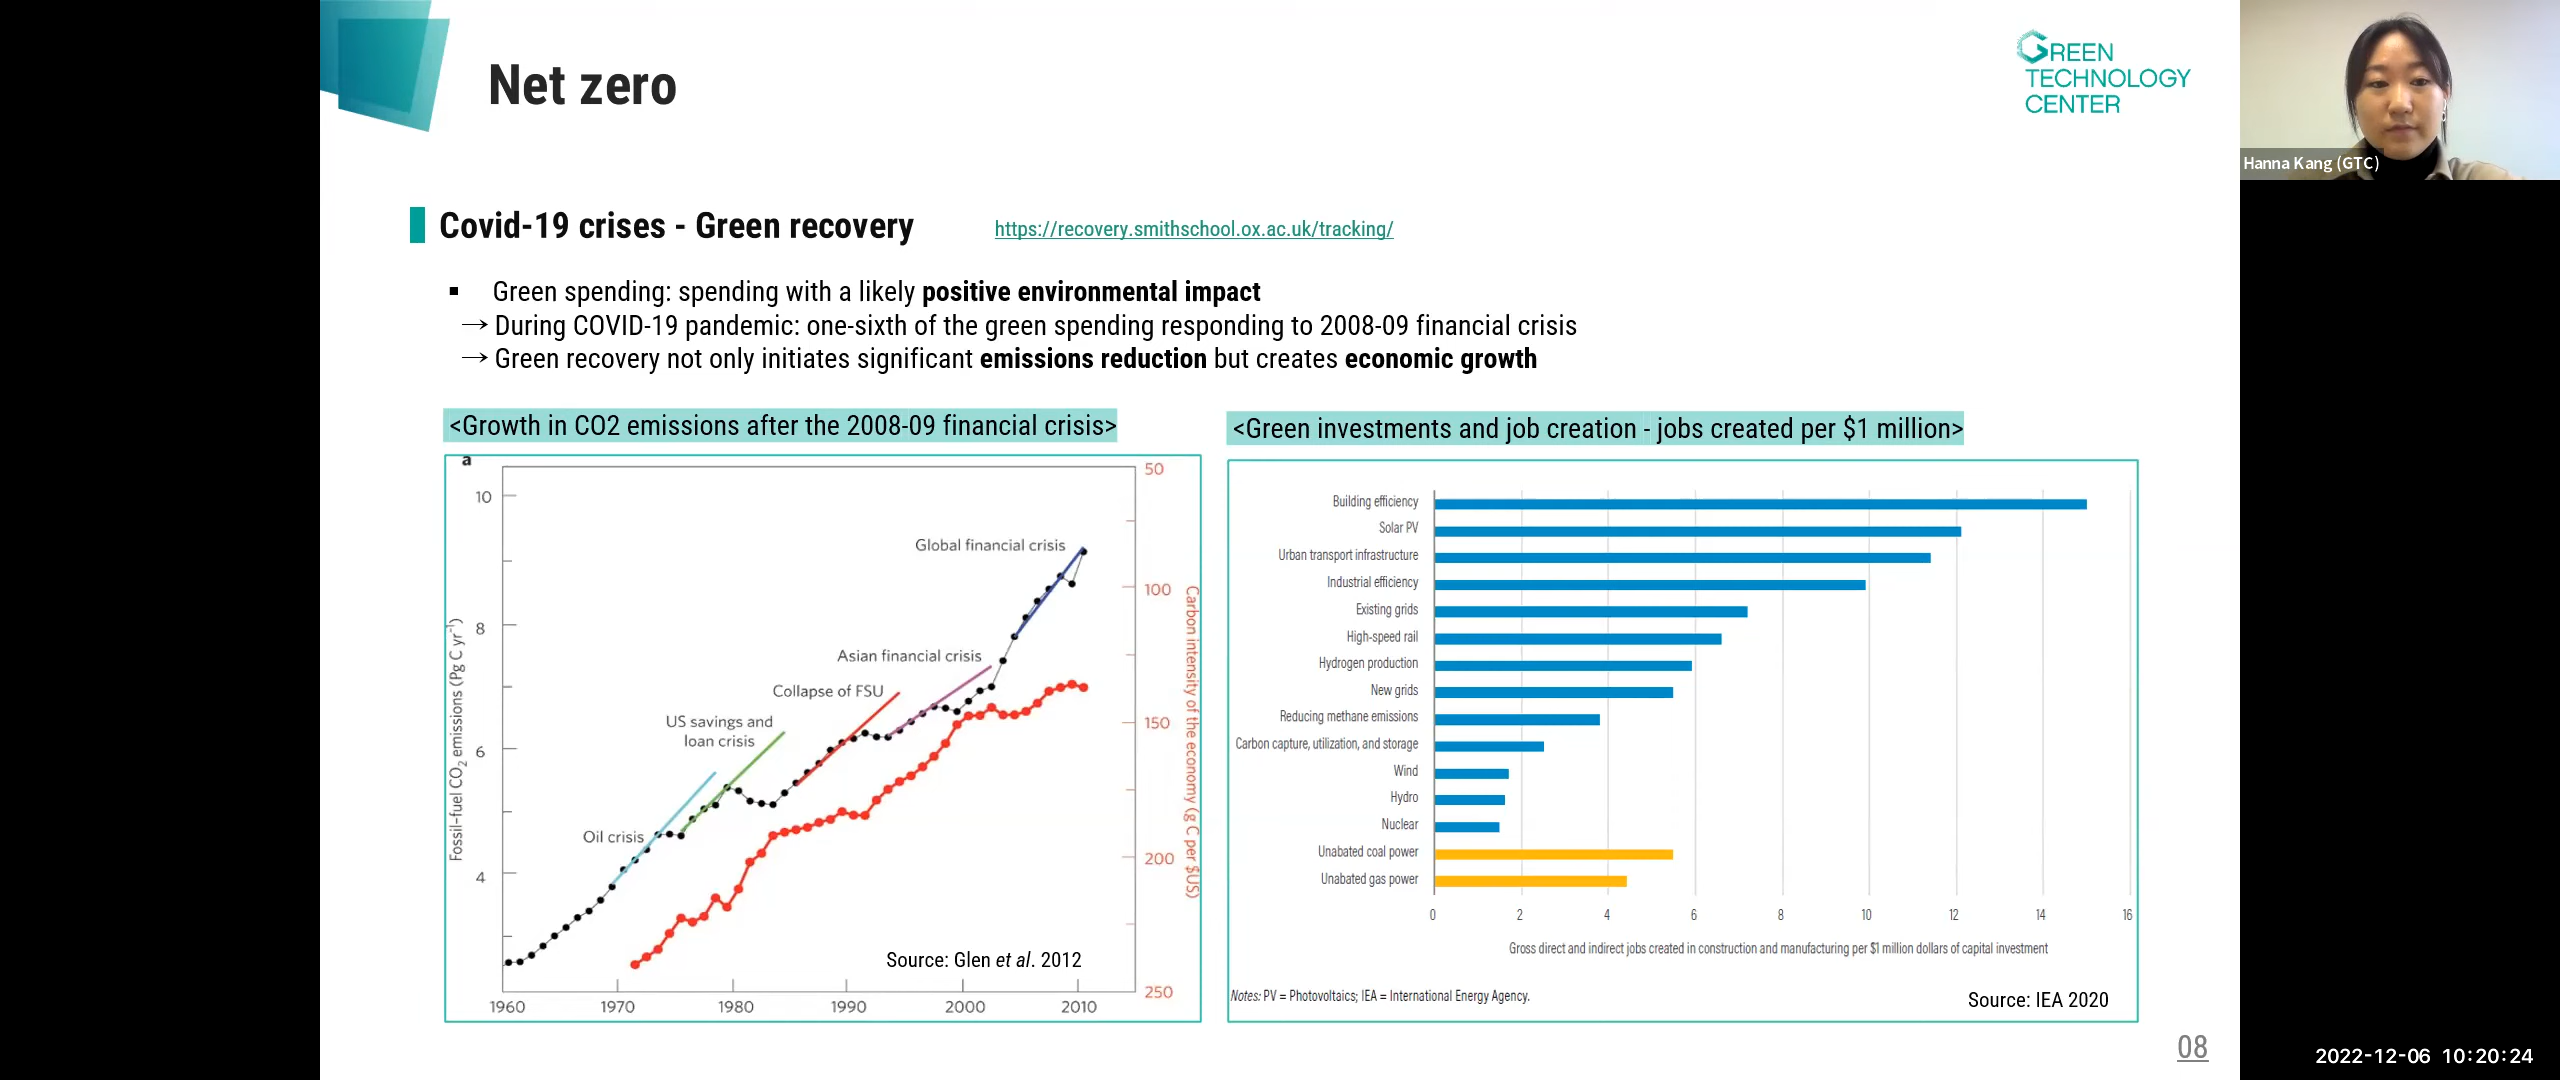 Net zero
GREEN
TECHNOLOGY
CENTER
Hanna Kang (GTC)
Covid-19 crises - Green recovery
https://recovery.smithschool.ox.ac.uk/tracking/
▪ Green spending: spending with a likely positive environmental impact
→ During COVID-19 pandemic: one-sixth of the green spending responding to 2008-09 financial crisis
→ Green recovery not only initiates significant emissions reduction but creates economic growth
<Growth in CO2 emissions after the 2008-09 financial crisis>
a
10
8
6
4
Fossil-fuel CO₂ emissions (Pg C yr⁻¹)
50
100
150
200
250
Carbon intensity of the economy (g C per $US)
Global financial crisis
Asian financial crisis
Collapse of FSU
US savings and
loan crisis
Oil crisis
Source: Glen et al. 2012
1960 1970 1980 1990 2000 2010
<Green investments and job creation - jobs created per $1 million>
Building efficiency
Solar PV
Urban transport infrastructure
Industrial efficiency
Existing grids
High-speed rail
Hydrogen production
New grids
Reducing methane emissions
Carbon capture, utilization, and storage
Wind
Hydro
Nuclear
Unabated coal power
Unabated gas power
0 2 4 6 8 10 12 14 16
Gross direct and indirect jobs created in construction and manufacturing per $1 million dollars of capital investment
Notes: PV = Photovoltaics; IEA = International Energy Agency.
Source: IEA 2020
08
2022-12-06 10:20:24